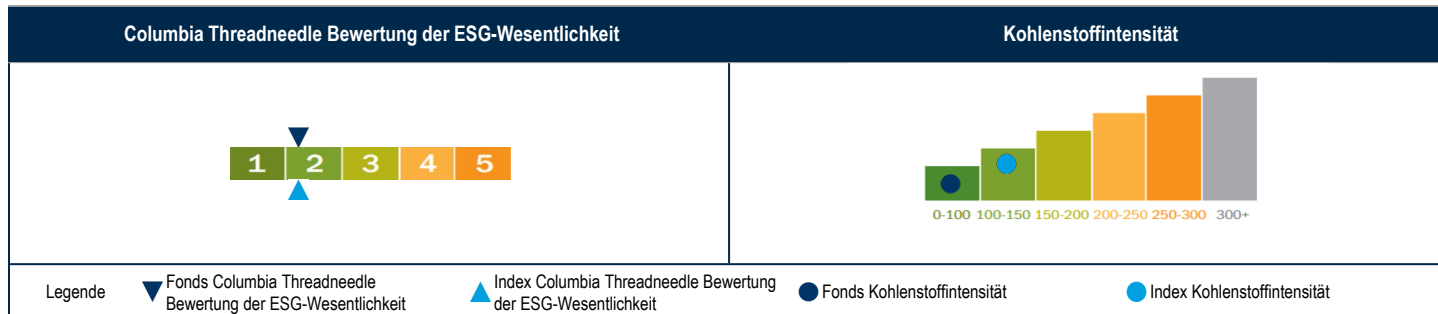 Columbia Threadneedle Bewertung der ESG-Wesentlichkeit
Kohlenstoffintensität
1 2 3 4 5
0-100 100-150 150-200 200-250 250-300 300+
Legende
Fonds Columbia Threadneedle
Bewertung der ESG-Wesentlichkeit
Index Columbia Threadneedle Bewertung
der ESG-Wesentlichkeit
Fonds Kohlenstoffintensität
Index Kohlenstoffintensität